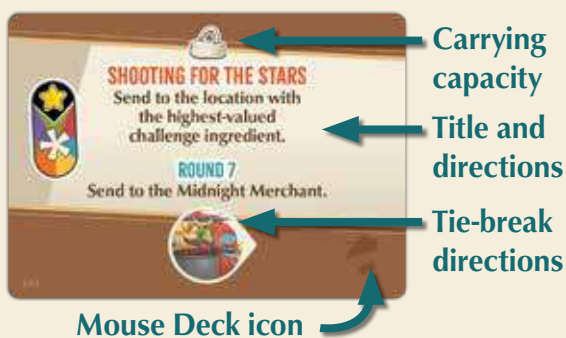 SHOOTING FOR THE STARS
Send to the location with
the highest-valued
challenge ingredient.
ROUND 7
Send to the Midnight Merchant.
Carrying
capacity
Title and
directions
Tie-break
directions
Mouse Deck icon